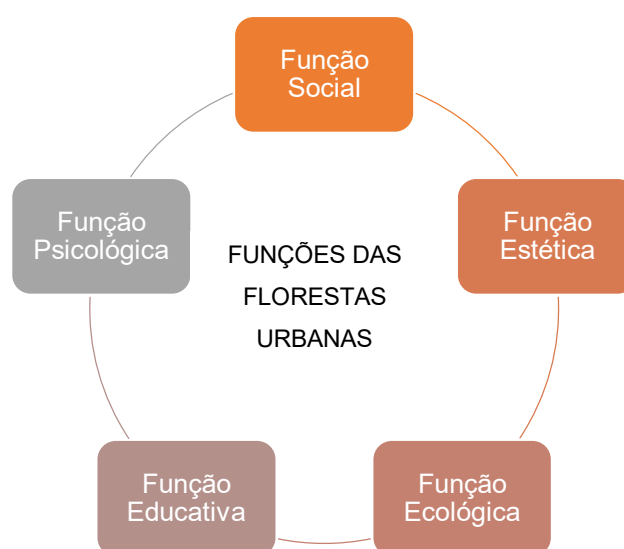 Função
Social
Função
Estética
Função
Ecológica
Função
Educativa
Função
Psicológica
FUNÇÕES DAS
FLORESTAS
URBANAS